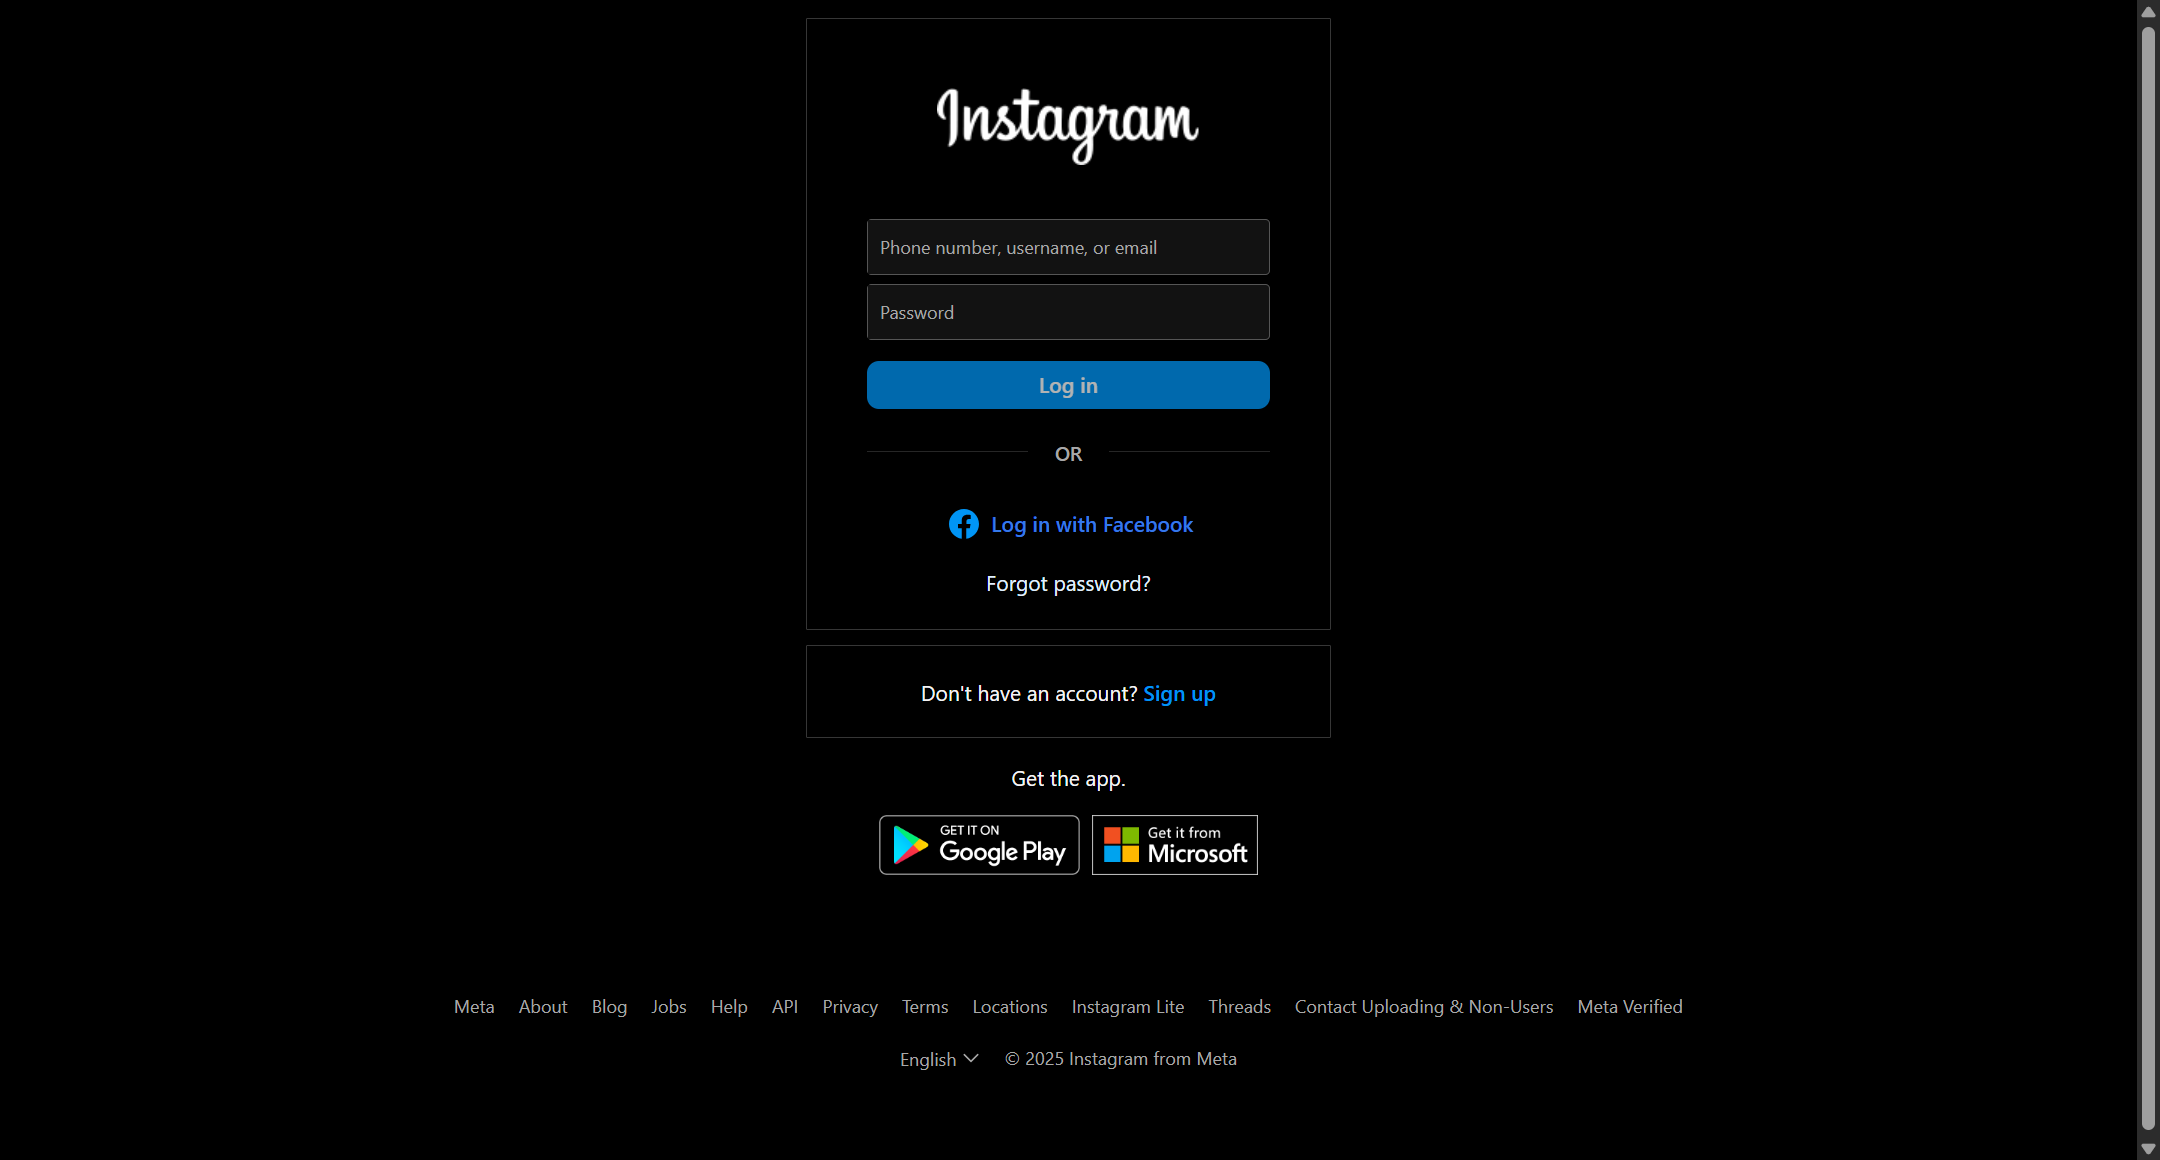 Instagram
Phone number, username, or email
Password
Log in
OR
Log in with Facebook
Forgot password?
Don't have an account? Sign up
Get the app.
GET IT ON
Google Play
Get it from
Microsoft
Meta About Blog Jobs Help API Privacy Terms Locations Instagram Lite Threads Contact Uploading & Non-Users Meta Verified
English © 2025 Instagram from Meta